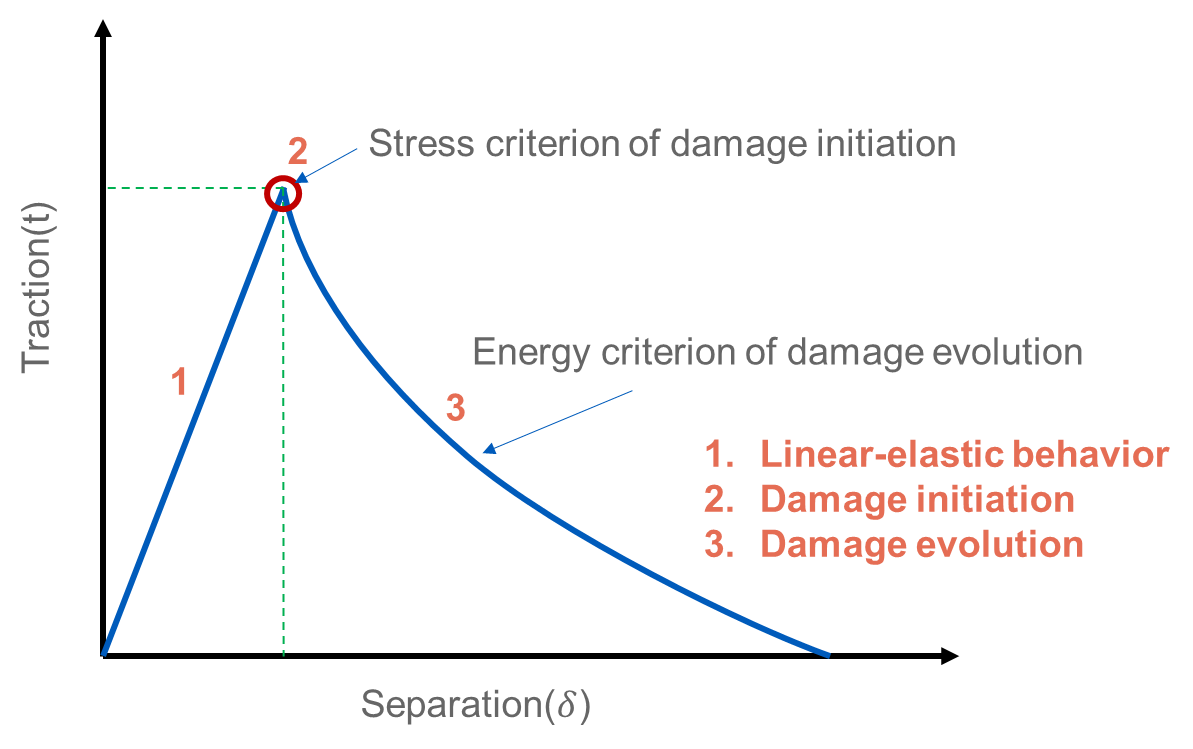 2
Stress criterion of damage initiation
Traction(t)
Energy criterion of damage evolution
1
3
1. Linear-elastic behavior
2. Damage initiation
3. Damage evolution
Separation(δ)